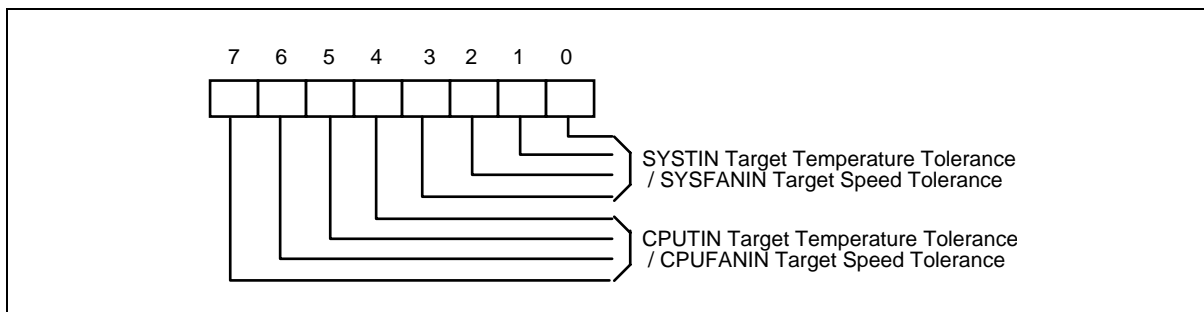 7 6 5 4 3 2 1 0
SYSTIN Target Temperature Tolerance
/ SYSFANIN Target Speed Tolerance
CPUTIN Target Temperature Tolerance
/ CPUFANIN Target Speed Tolerance